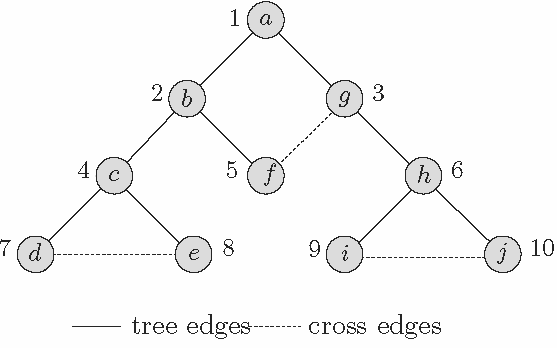 1 a
2 b g 3
4 c 5 f h 6
7 d e 8 9 i j 10
tree edges cross edges